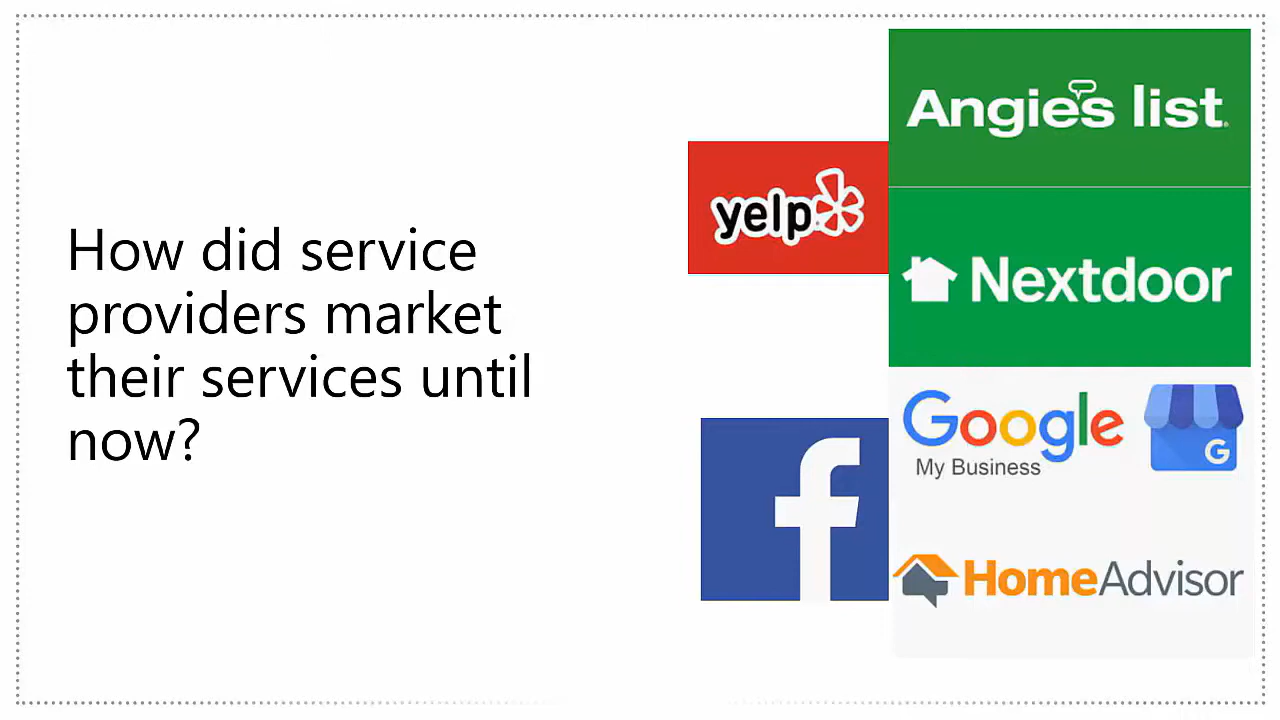 How did service
providers market
their services until
now?
Angie's list
yelp
Nextdoor
Google
My Business
G
f
HomeAdvisor